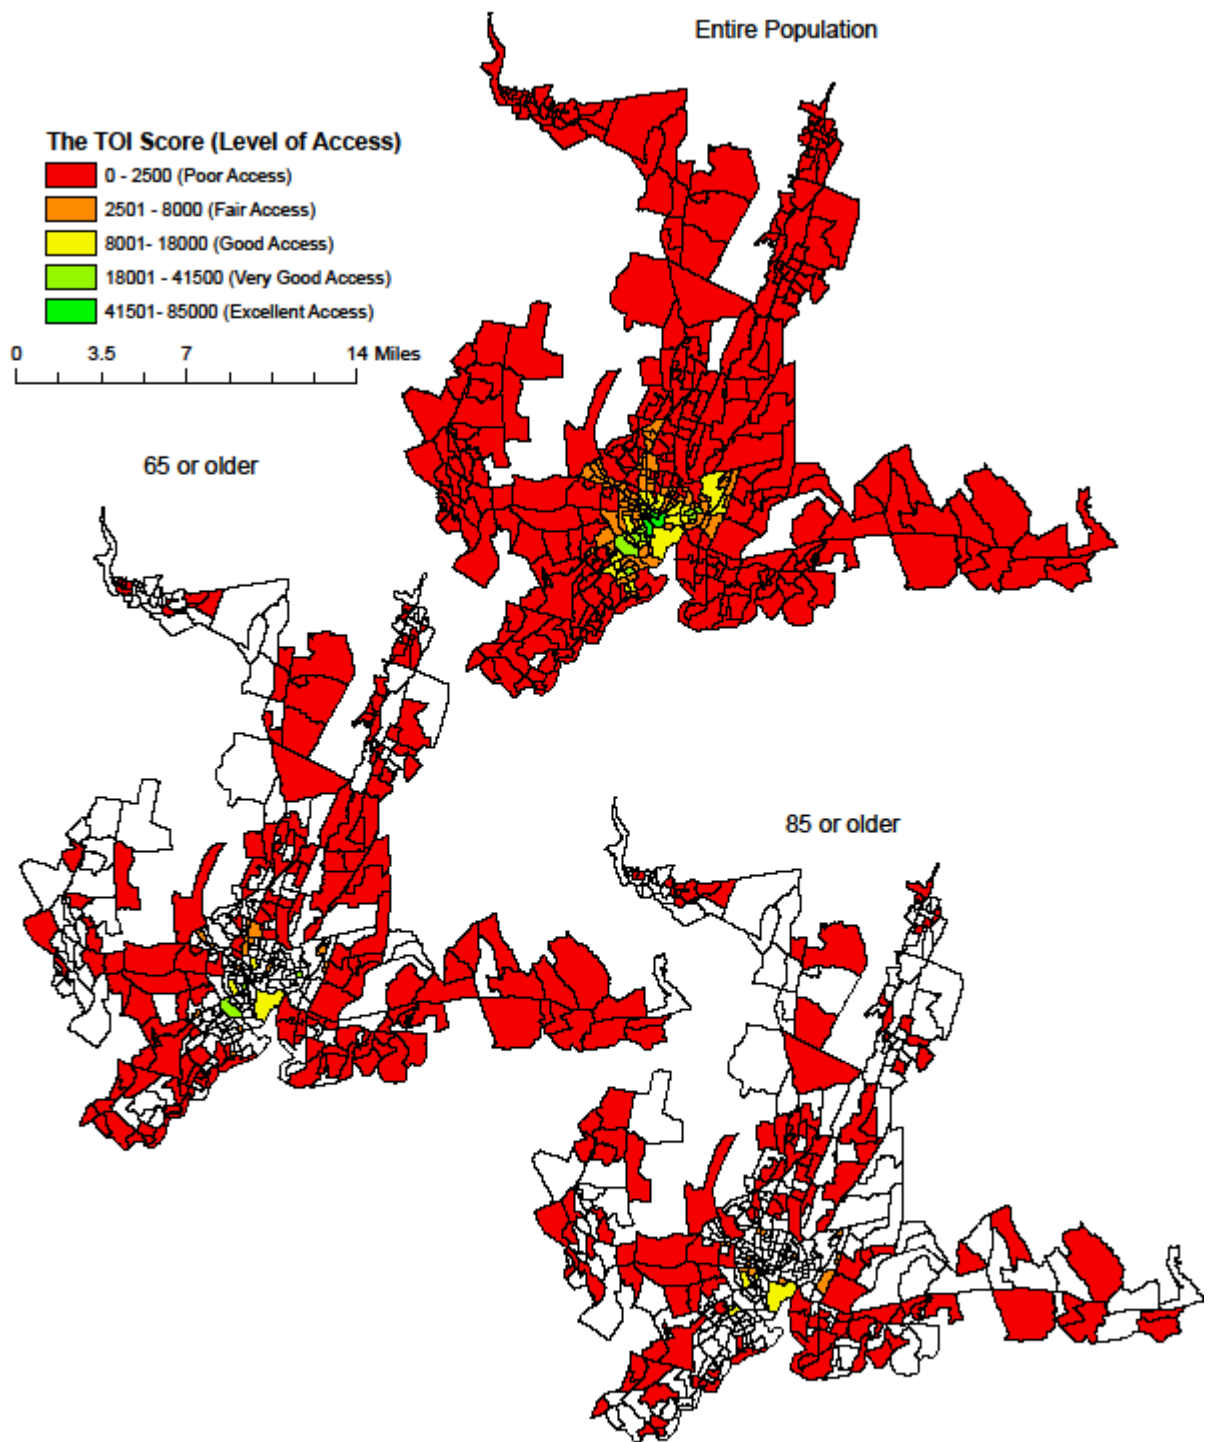 Entire Population
The TOI Score (Level of Access)
0 - 2500 (Poor Access)
2501 - 8000 (Fair Access)
8001- 18000 (Good Access)
18001 - 41500 (Very Good Access)
41501- 85000 (Excellent Access)
0 3.5 7 14 Miles
65 or older
85 or older